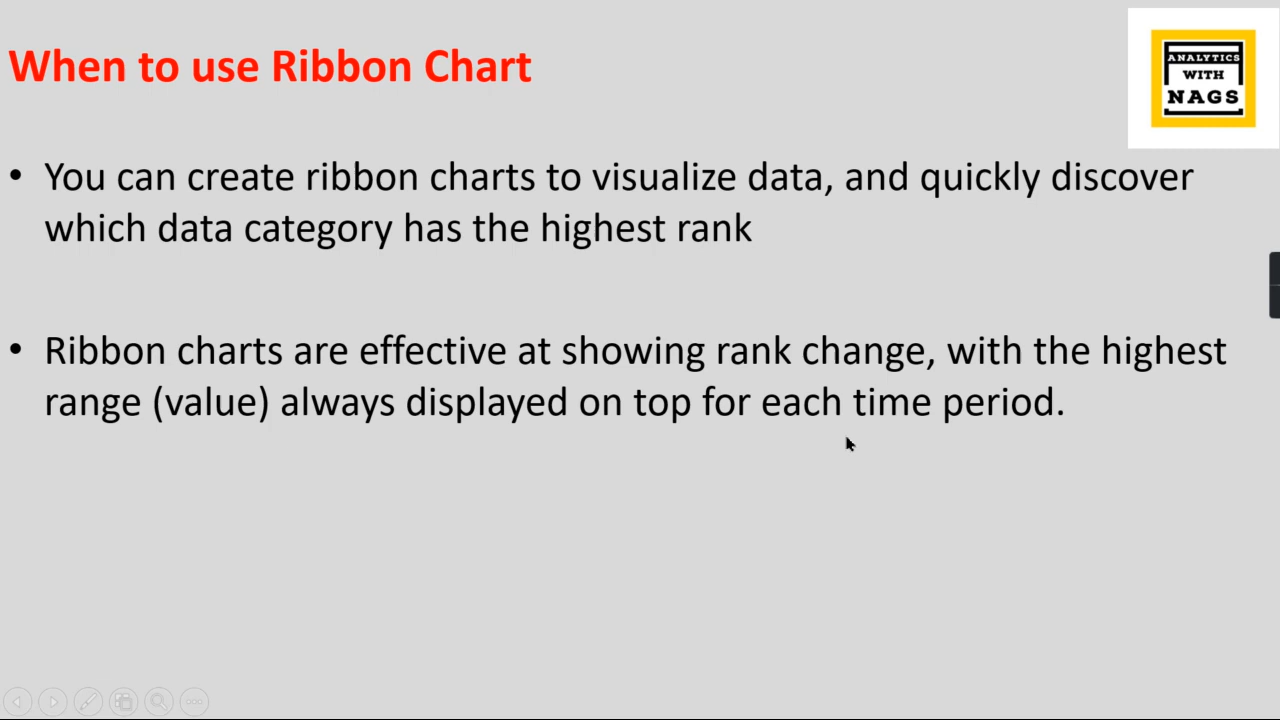 When to use Ribbon Chart
ANALYTICS
WITH
NAGS
• You can create ribbon charts to visualize data, and quickly discover
which data category has the highest rank
• Ribbon charts are effective at showing rank change, with the highest
range (value) always displayed on top for each time period.